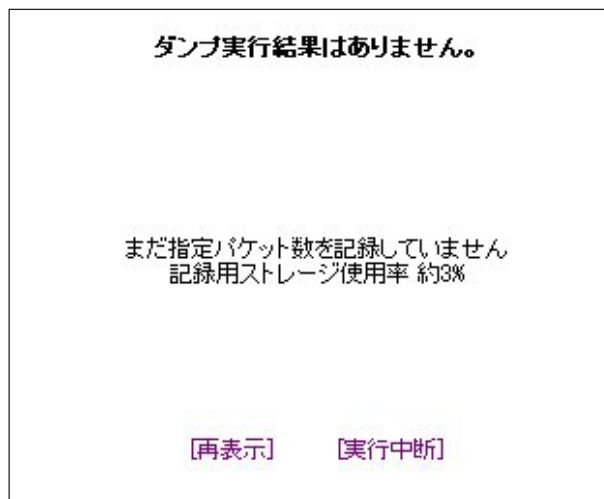 ダンプ実行結果はありません。
まだ指定パケット数を記録していません
記録用ストレージ使用率 約3%
[再表示] [実行中断]